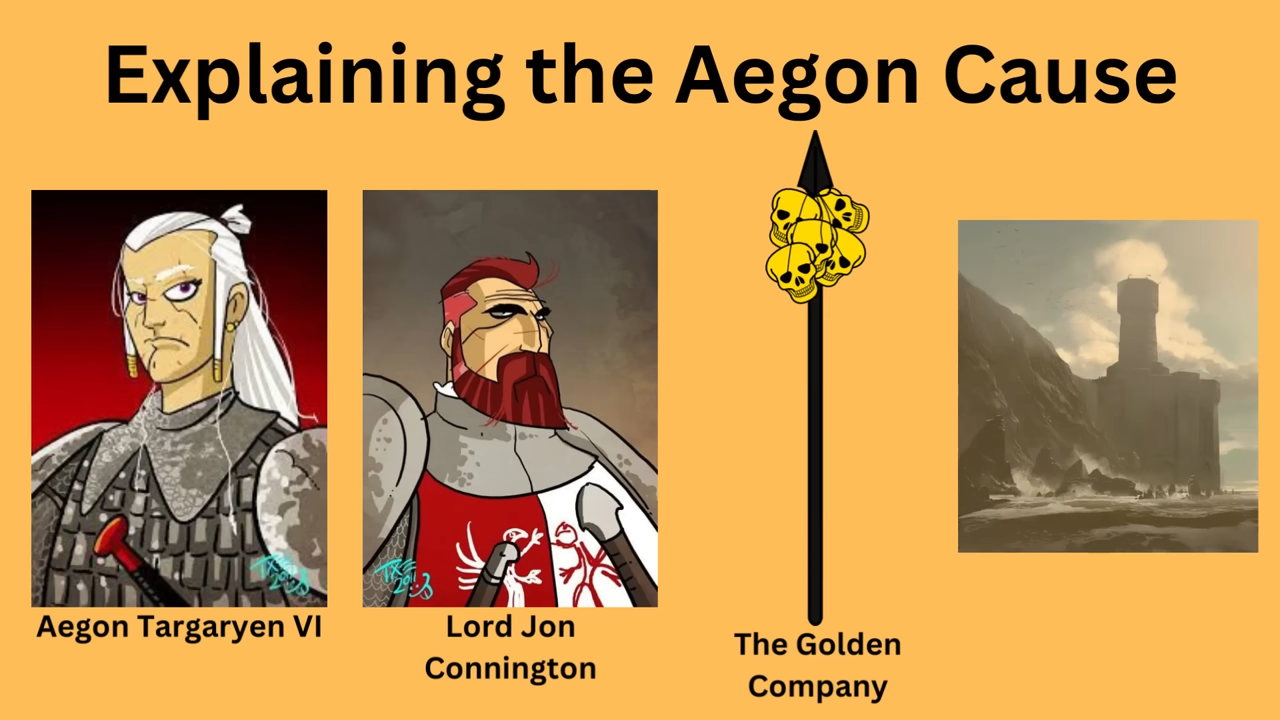 Explaining the Aegon Cause
Aegon Targaryen VI
Lord Jon
Connington
The Golden
Company